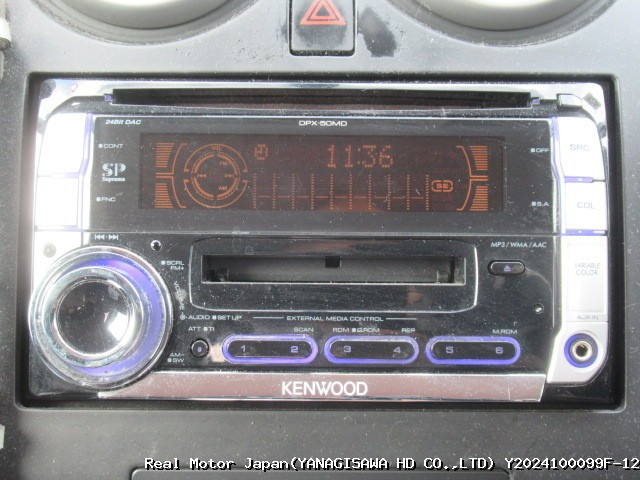 24Bit DAC
DPX-50MD
CONT
OFF
SRC
11:36
SP
Supreme
FNC
S.A
COL
MP3/WMA/AAC
SCRL
FM+
VARIABLE
COLOR
AUX IN
AUDIO SET UP
EXTERNAL MEDIA CONTROL
ATT TI
SCAN
RDM D.RDM
REP
M.RDM
AM-
SW
1 2 3 4 5 6
KENWOOD
Real Motor Japan(YANAGISAWA HD CO.,LTD) Y2024100099F-12